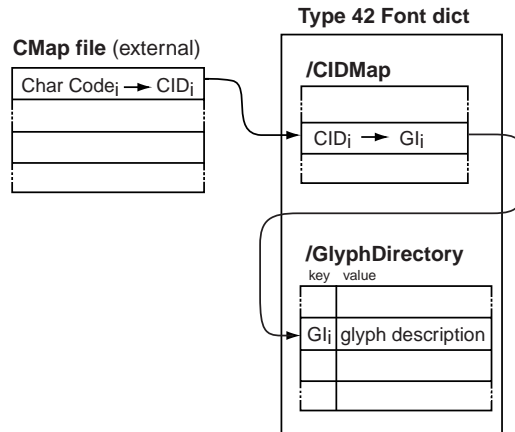 Type 42 Font dict
CMap file (external)
Char Codei → CIDi
/CIDMap
CIDi → GIi
/GlyphDirectory
key value
GIi glyph description